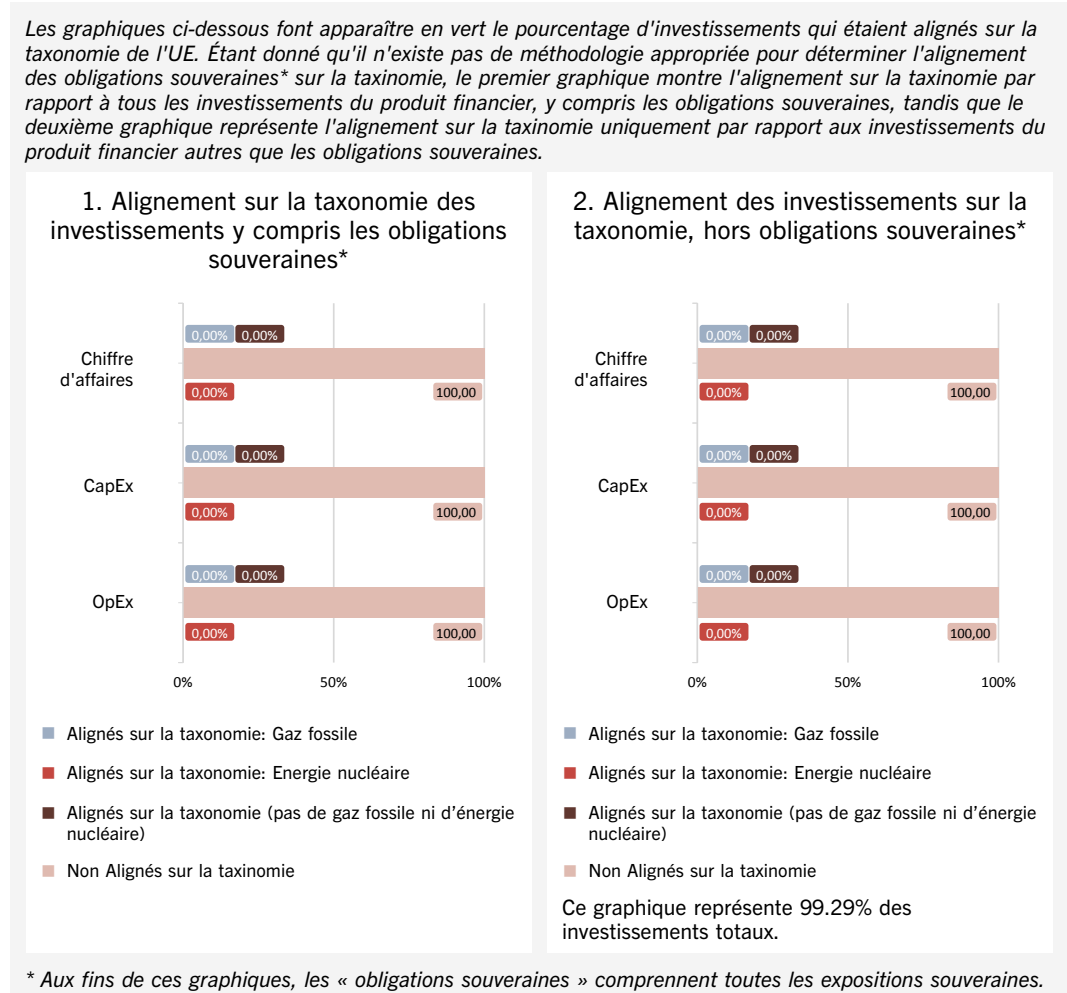 Les graphiques ci-dessous font apparaître en vert le pourcentage d'investissements qui étaient alignés sur la
taxonomie de l'UE. Étant donné qu'il n'existe pas de méthodologie appropriée pour déterminer l'alignement
des obligations souveraines* sur la taxinomie, le premier graphique montre l'alignement sur la taxinomie par
rapport à tous les investissements du produit financier, y compris les obligations souveraines, tandis que le
deuxième graphique représente l'alignement sur la taxinomie uniquement par rapport aux investissements du
produit financier autres que les obligations souveraines.
1. Alignement sur la taxonomie des
investissements y compris les obligations
souveraines*
0,00% 0,00%
Chiffre
d'affaires
0,00% 100,00
0,00% 0,00%
CapEx
0,00% 100,00
0,00% 0,00%
OpEx
0,00% 100,00
0% 50% 100%
Alignés sur la taxonomie: Gaz fossile
Alignés sur la taxonomie: Energie nucléaire
Alignés sur la taxonomie (pas de gaz fossile ni d'énergie
nucléaire)
Non Alignés sur la taxinomie
2. Alignement des investissements sur la
taxonomie, hors obligations souveraines*
0,00% 0,00%
Chiffre
d'affaires
0,00% 100,00
0,00% 0,00%
CapEx
0,00% 100,00
0,00% 0,00%
OpEx
0,00% 100,00
0% 50% 100%
Alignés sur la taxonomie: Gaz fossile
Alignés sur la taxonomie: Energie nucléaire
Alignés sur la taxonomie (pas de gaz fossile ni d'énergie
nucléaire)
Non Alignés sur la taxinomie
Ce graphique représente 99.29% des
investissements totaux.
* Aux fins de ces graphiques, les « obligations souveraines » comprennent toutes les expositions souveraines.